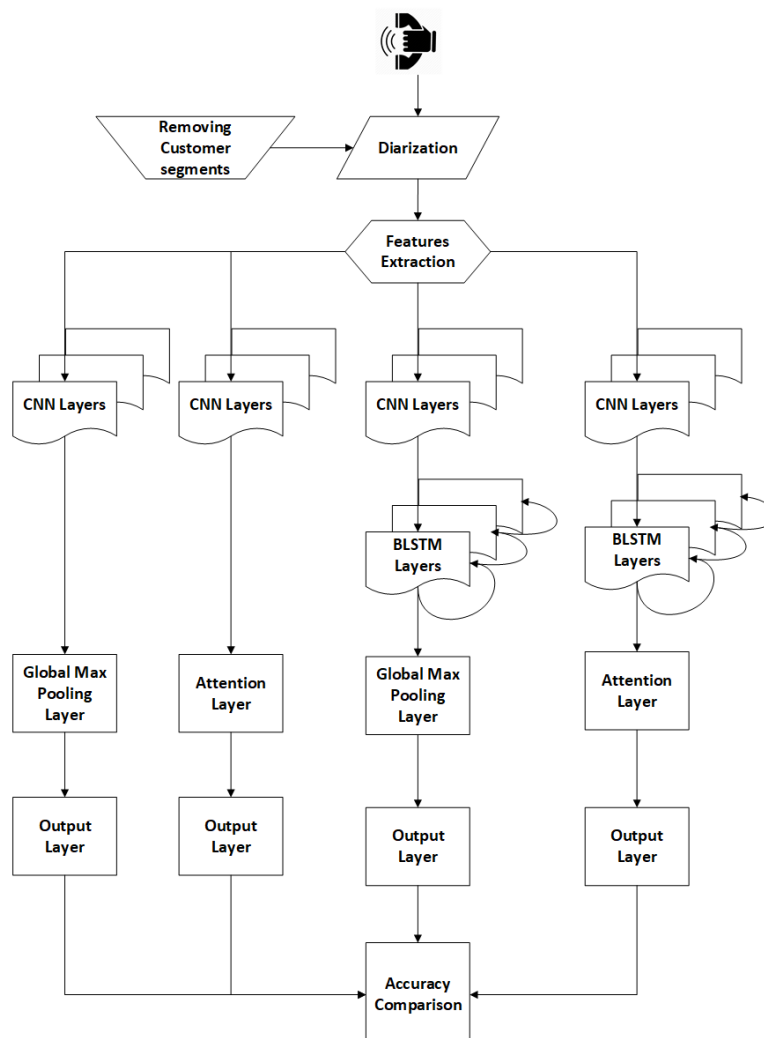 Removing
Customer
segments
Diarization
Features
Extraction
CNN Layers
CNN Layers
CNN Layers
CNN Layers
BLSTM
Layers
BLSTM
Layers
Global Max
Pooling
Layer
Attention
Layer
Global Max
Pooling
Layer
Attention
Layer
Output
Layer
Output
Layer
Output
Layer
Output
Layer
Accuracy
Comparison